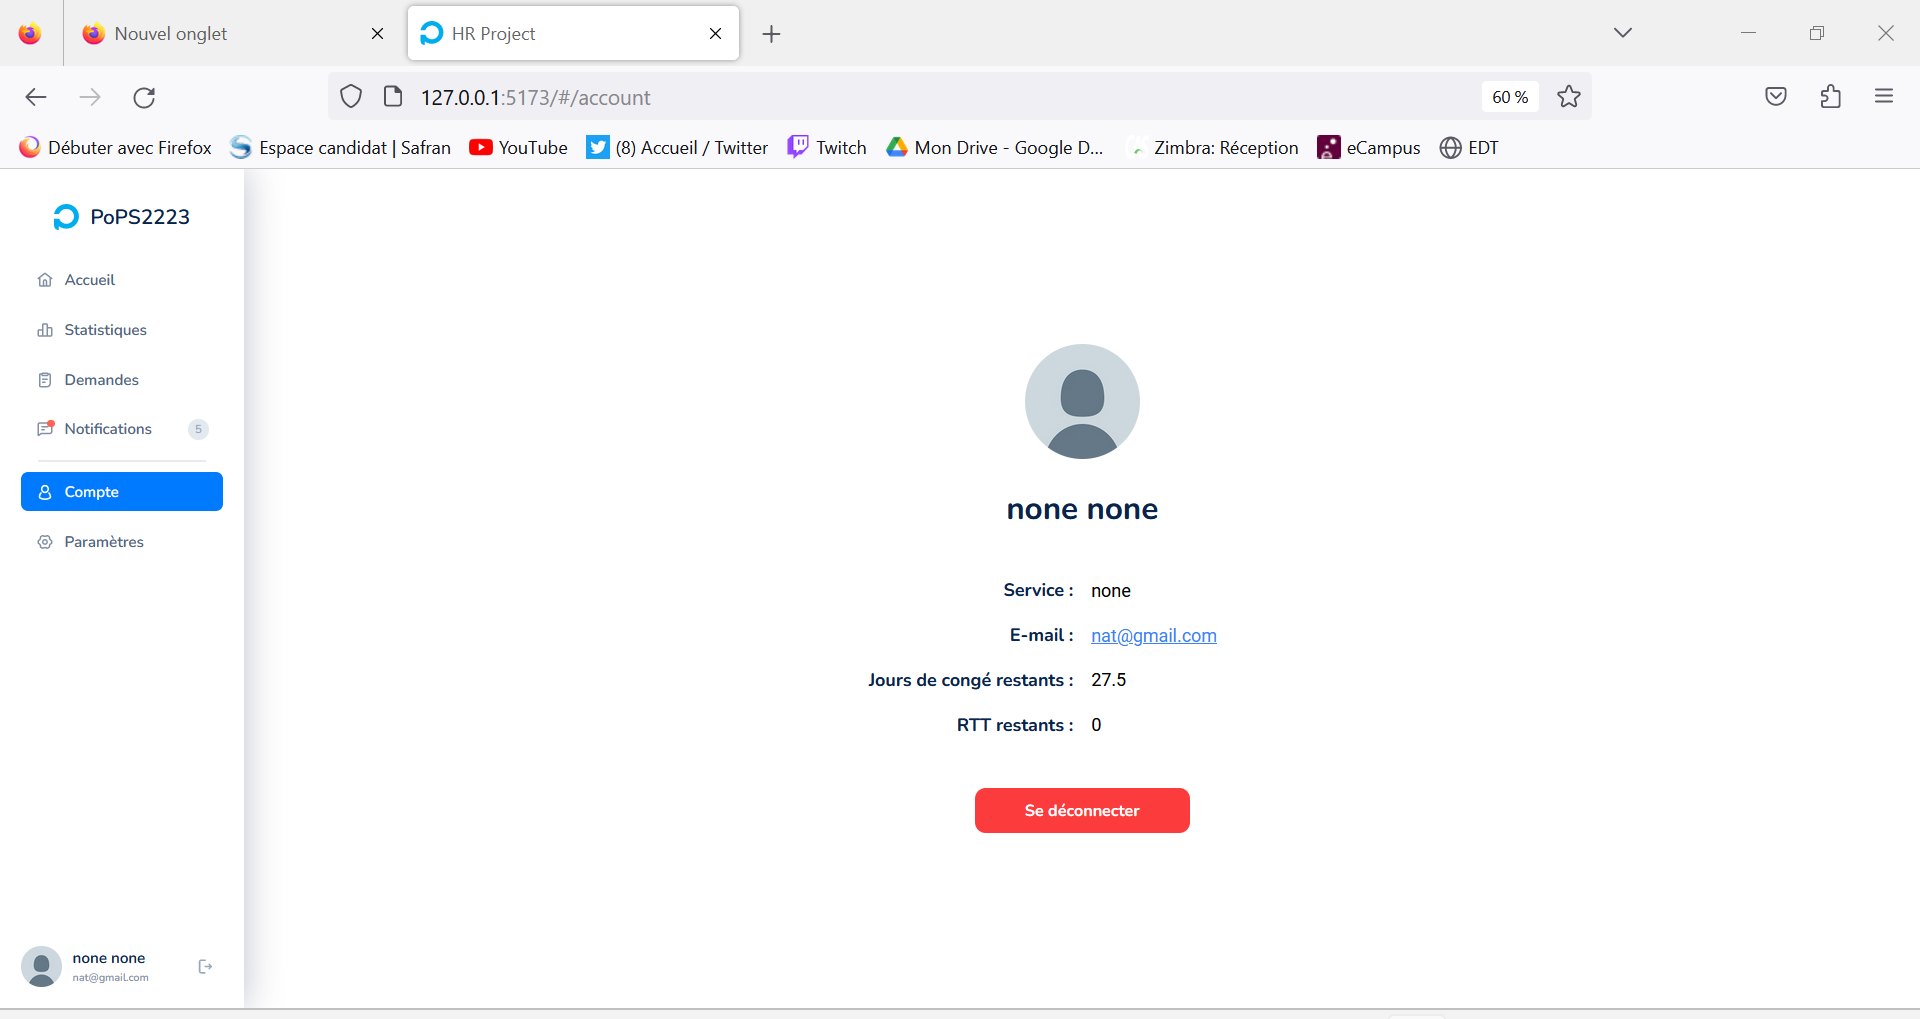 Nouvel onglet
HR Project
127.0.0.1:5173/#/account
60 %
Débuter avec Firefox
Espace candidat | Safran
YouTube
(8) Accueil / Twitter
Twitch
Mon Drive - Google D...
Zimbra: Réception
eCampus
EDT
PoPS2223
Accueil
Statistiques
Demandes
Notifications 5
Compte
Paramètres
none none
Service : none
E-mail : nat@gmail.com
Jours de congé restants : 27.5
RTT restants : 0
Se déconnecter
none none
nat@gmail.com